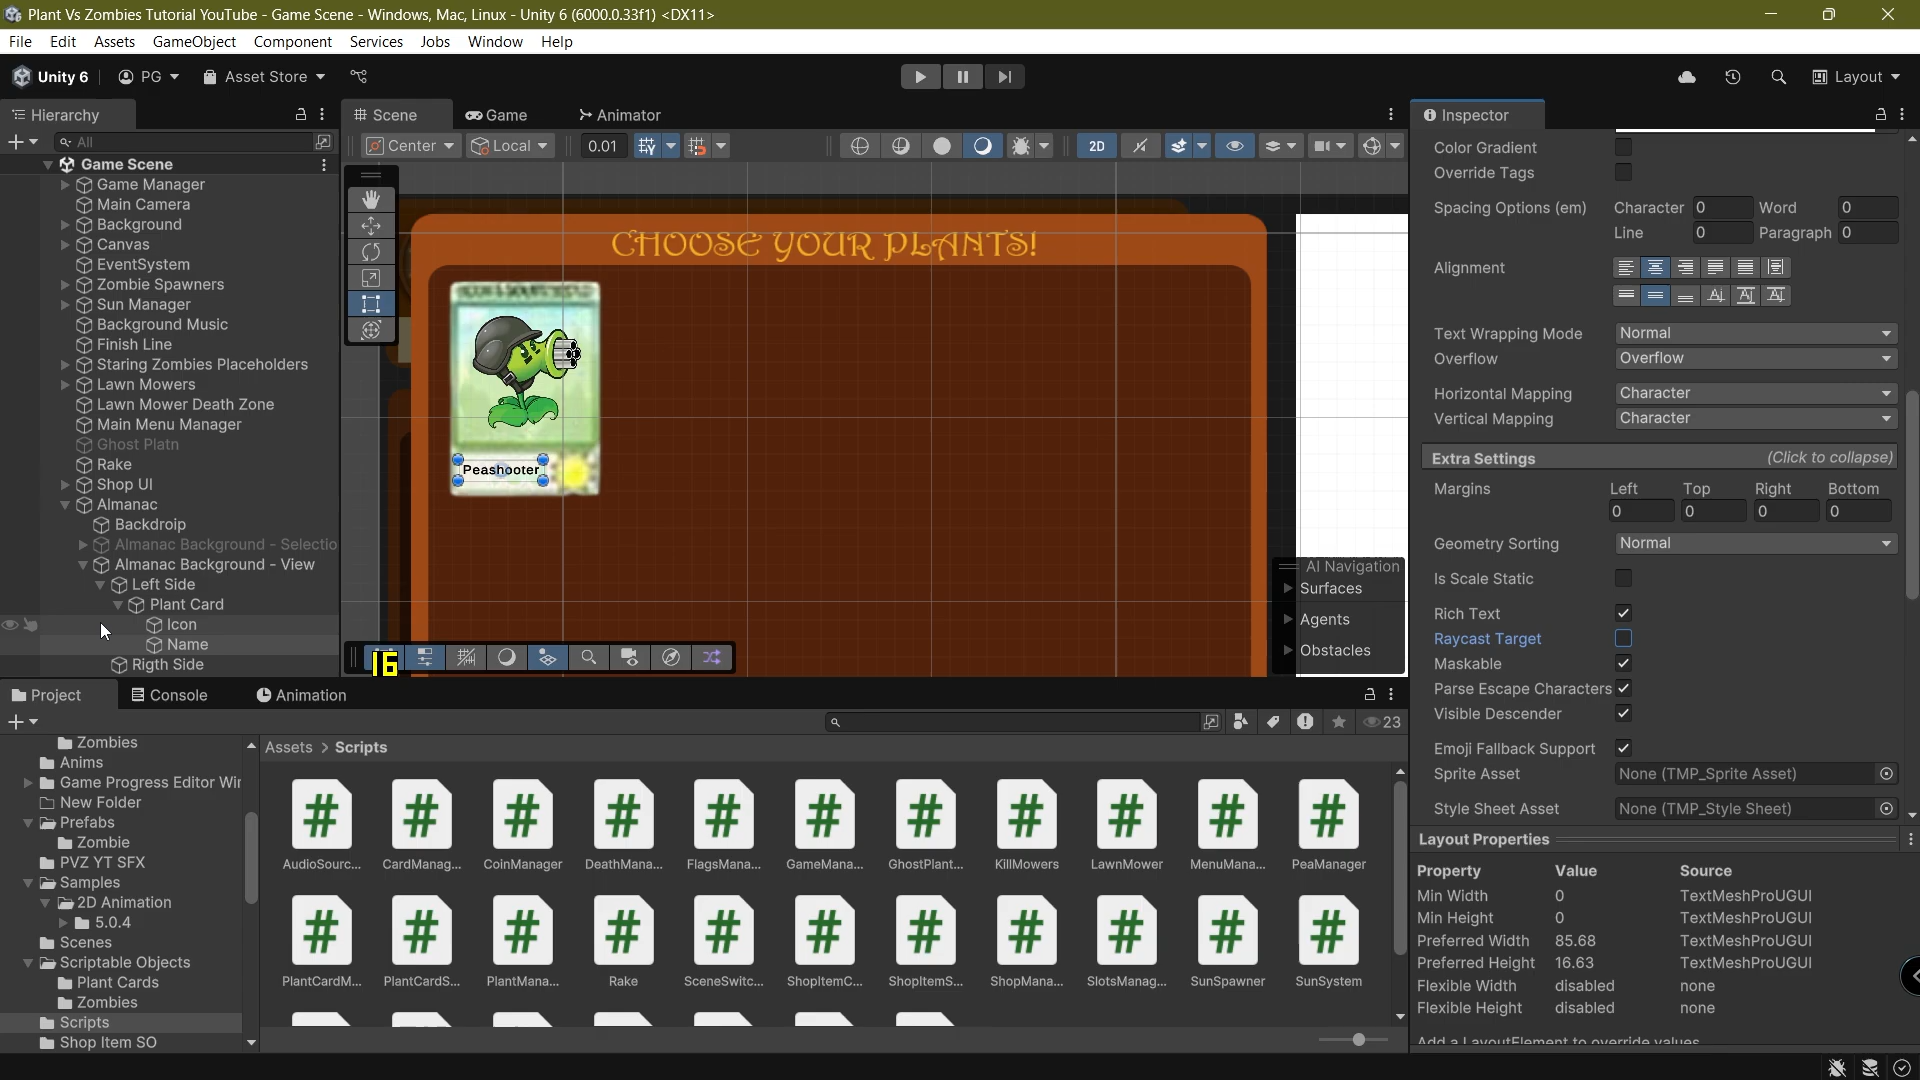 Plant Vs Zombies Tutorial YouTube - Game Scene - Windows, Mac, Linux - Unity 6 (6000.0.33f1) <DX11>
File Edit Assets GameObject Component Services Jobs Window Help
Unity 6 PG Asset Store Layout
Hierarchy
All
Game Scene
Game Manager
Main Camera
Background
Canvas
EventSystem
Zombie Spawners
Sun Manager
Background Music
Finish Line
Staring Zombies Placeholders
Lawn Mowers
Lawn Mower Death Zone
Main Menu Manager
Ghost Platn
Rake
Shop UI
Almanac
Backdroip
Almanac Background - Selectio
Almanac Background - View
Left Side
Plant Card
Icon
Name
Rigth Side
Scene Game Animator
Center Local 0.01 2D
CHOOSE YOUR PLANTS!
Peashooter
16
AI Navigation
Surfaces
Agents
Obstacles
Inspector
Color Gradient
Override Tags
Spacing Options (em) Character 0 Word 0
Line 0 Paragraph 0
Alignment
Text Wrapping Mode Normal
Overflow Overflow
Horizontal Mapping Character
Vertical Mapping Character
Extra Settings (Click to collapse)
Margins Left Top Right Bottom
0 0 0 0
Geometry Sorting Normal
Is Scale Static
Rich Text
Raycast Target
Maskable
Parse Escape Characters
Visible Descender
Emoji Fallback Support
Sprite Asset None (TMP_Sprite Asset)
Style Sheet Asset None (TMP_Style Sheet)
Layout Properties
Property Value Source
Min Width 0 TextMeshProUGUI
Min Height 0 TextMeshProUGUI
Preferred Width 85.68 TextMeshProUGUI
Preferred Height 16.63 TextMeshProUGUI
Flexible Width disabled none
Flexible Height disabled none
Add a LayoutElement to override values
Project Console Animation
23
Zombies
Anims
Game Progress Editor Wir
New Folder
Prefabs
Zombie
PVZ YT SFX
Samples
2D Animation
5.0.4
Scenes
Scriptable Objects
Plant Cards
Zombies
Scripts
Shop Item SO
Assets > Scripts
AudioSourc... CardManag... CoinManager DeathMana... FlagsMana... GameMana... GhostPlant... KillMowers LawnMower MenuMana... PeaManager
PlantCardM... PlantCardS... PlantMana... Rake SceneSwitc... ShopItemC... ShopItemS... ShopMana... SlotsManag... SunSpawner SunSystem